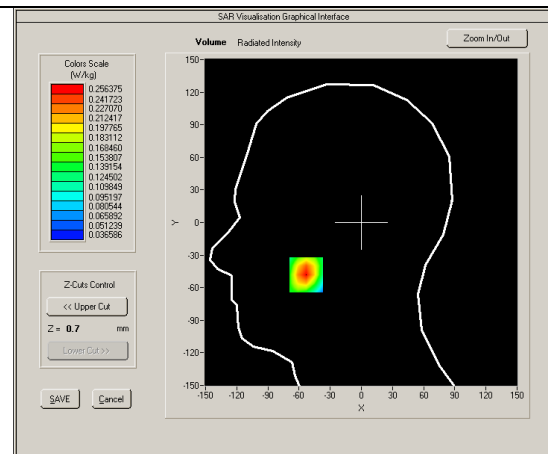 SAR Visualisation Graphical Interface
Volume Radiated Intensity
Zoom In/Out
Colors Scale
(W/kg)
0.256375
0.241723
0.227070
0.212417
0.197765
0.183112
0.168460
0.153807
0.139154
0.124502
0.109849
0.095197
0.080544
0.065892
0.051239
0.036586
Z-Cuts Control
<< Upper Cut
Z = 0.7 mm
Lower Cut >>
SAVE Cancel
150
120
90
60
30
Y 0
-30
-60
-90
-120
-150
-150 -120 -90 -60 -30 0 30 60 90 120 150
X